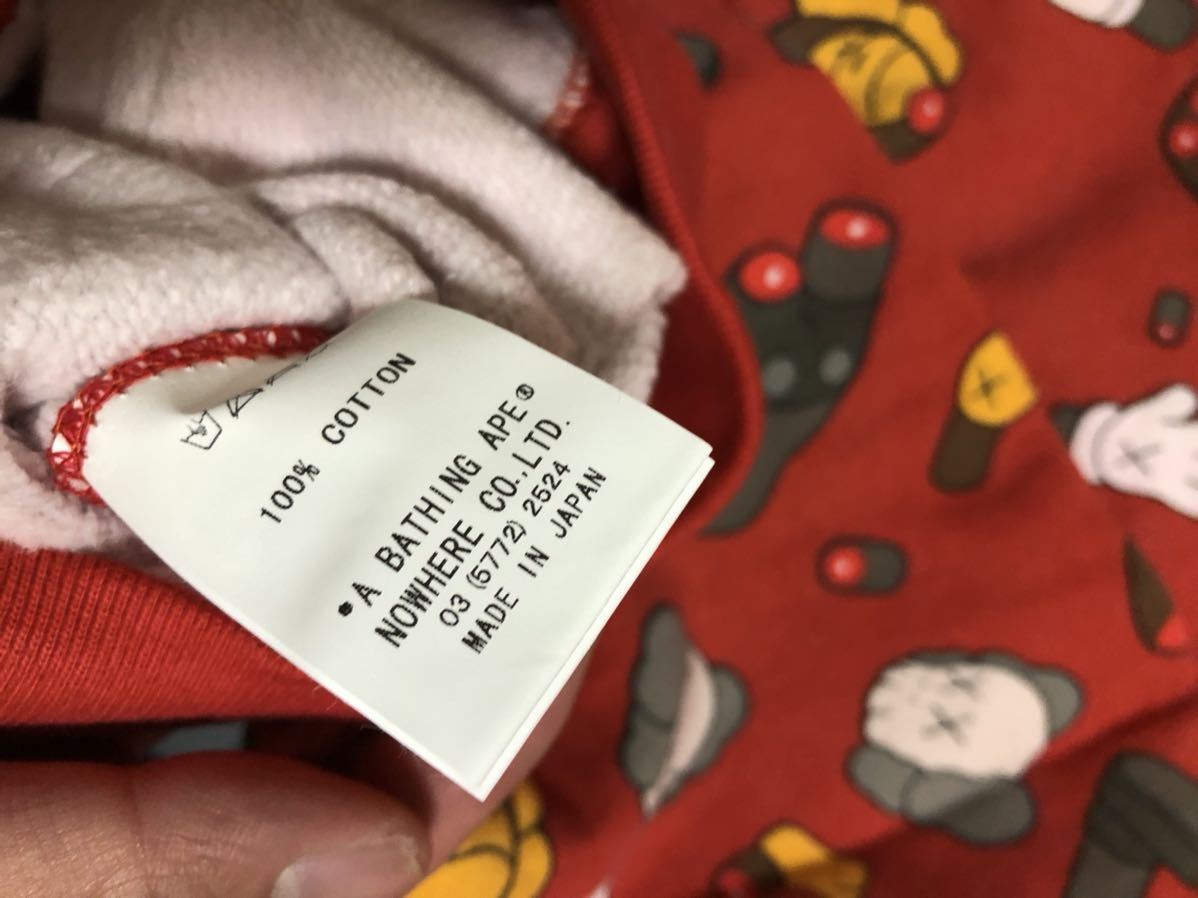 100% COTTON
•A BATHING APE®
NOWHERE CO.,LTD.
03 (5772) 2524
MADE IN JAPAN